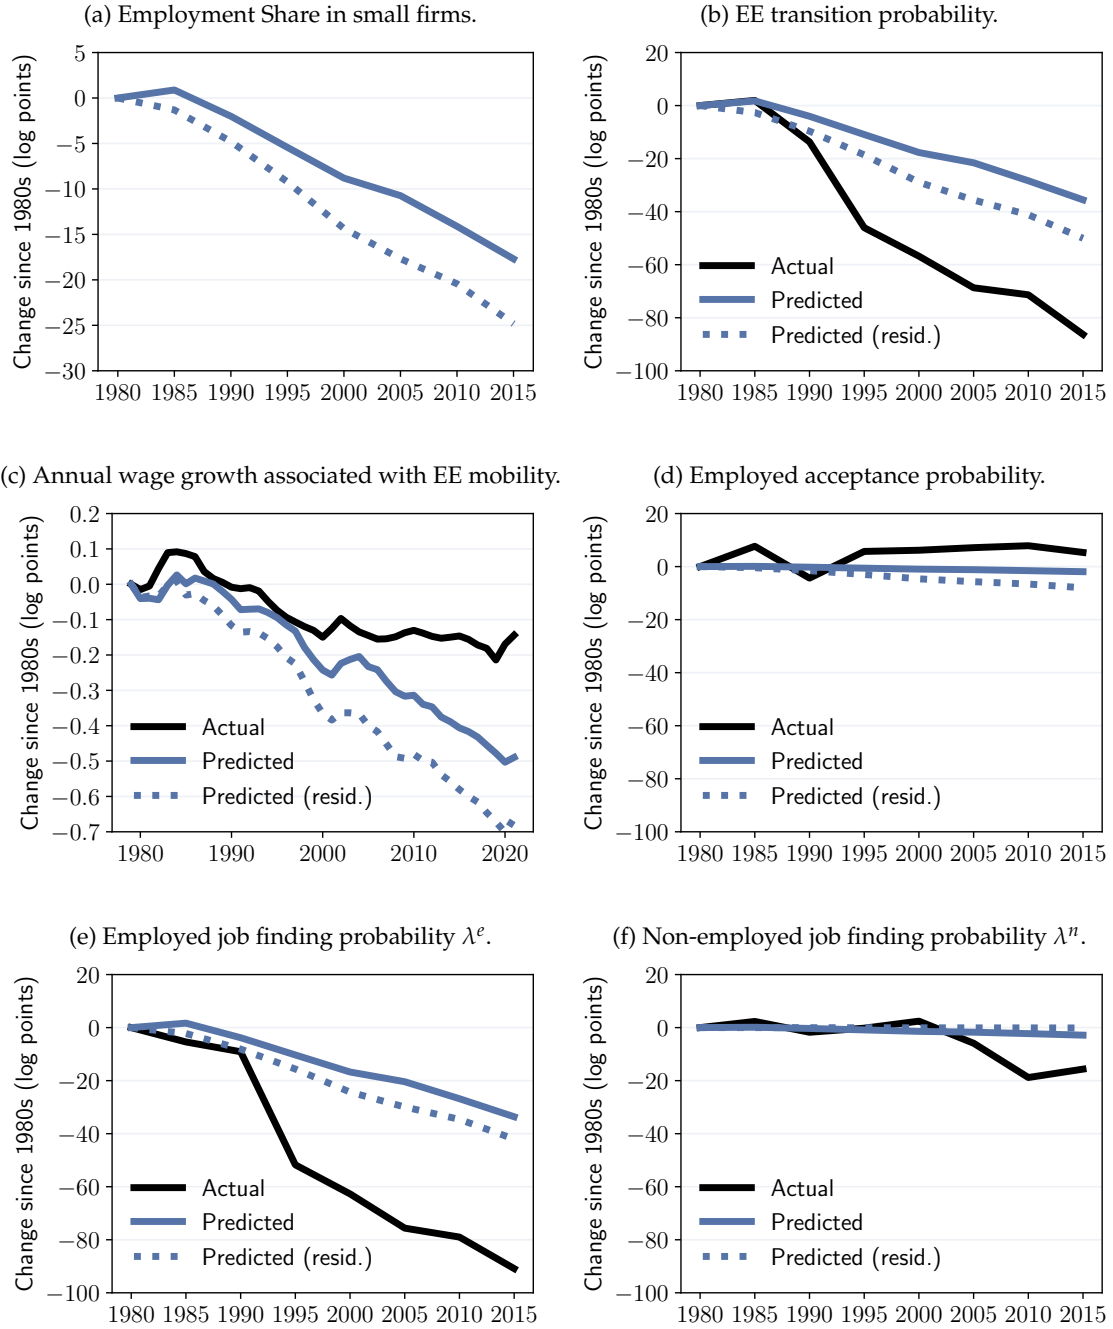 (a) Employment Share in small firms.
Change since 1980s (log points)
5
0
−5
−10
−15
−20
−25
−30
1980 1985 1990 1995 2000 2005 2010 2015
(b) EE transition probability.
Change since 1980s (log points)
20
0
−20
−40
−60
−80
−100
Actual
Predicted
Predicted (resid.)
1980 1985 1990 1995 2000 2005 2010 2015
(c) Annual wage growth associated with EE mobility.
Change since 1980s (log points)
0.2
0.1
0.0
−0.1
−0.2
−0.3
−0.4
−0.5
−0.6
−0.7
Actual
Predicted
Predicted (resid.)
1980 1990 2000 2010 2020
(d) Employed acceptance probability.
Change since 1980s (log points)
20
0
−20
−40
−60
−80
−100
Actual
Predicted
Predicted (resid.)
1980 1985 1990 1995 2000 2005 2010 2015
(e) Employed job finding probability λᵉ.
Change since 1980s (log points)
20
0
−20
−40
−60
−80
−100
Actual
Predicted
Predicted (resid.)
1980 1985 1990 1995 2000 2005 2010 2015
(f) Non-employed job finding probability λⁿ.
Change since 1980s (log points)
20
0
−20
−40
−60
−80
−100
Actual
Predicted
Predicted (resid.)
1980 1985 1990 1995 2000 2005 2010 2015